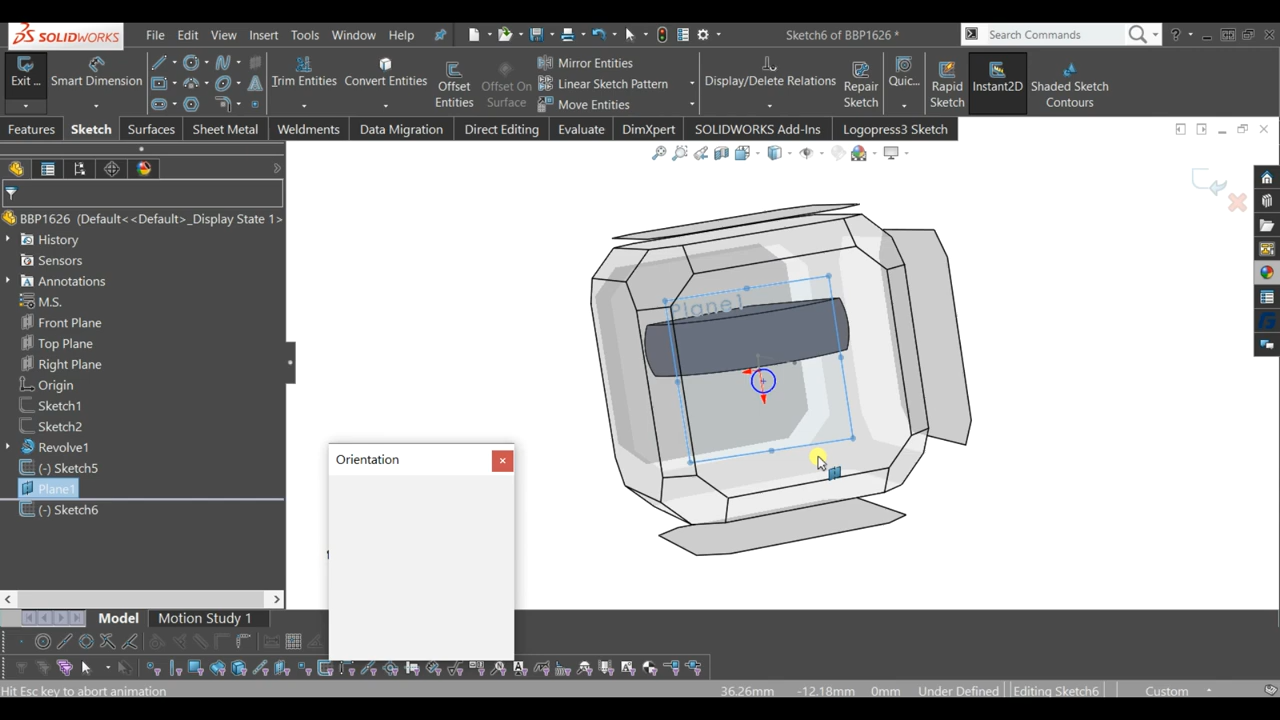 SOLIDWORKS File Edit View Insert Tools Window Help Sketch6 of BBP1626 * Search Commands
Exit ... Smart Dimension Trim Entities Convert Entities Offset Entities Offset On Surface Mirror Entities Linear Sketch Pattern Move Entities Display/Delete Relations Repair Sketch Quic... Rapid Sketch Instant2D Shaded Sketch Contours
Features Sketch Surfaces Sheet Metal Weldments Data Migration Direct Editing Evaluate DimXpert SOLIDWORKS Add-Ins Logopress3 Sketch
BBP1626 (Default<<Default>_Display State 1>
History
Sensors
Annotations
M.S.
Front Plane
Top Plane
Right Plane
Origin
Sketch1
Sketch2
Revolve1
(-) Sketch5
Plane1
(-) Sketch6
Plane1
Orientation
Model Motion Study 1
Hit Esc key to abort animation 36.26mm -12.18mm 0mm Under Defined Editing Sketch6 Custom